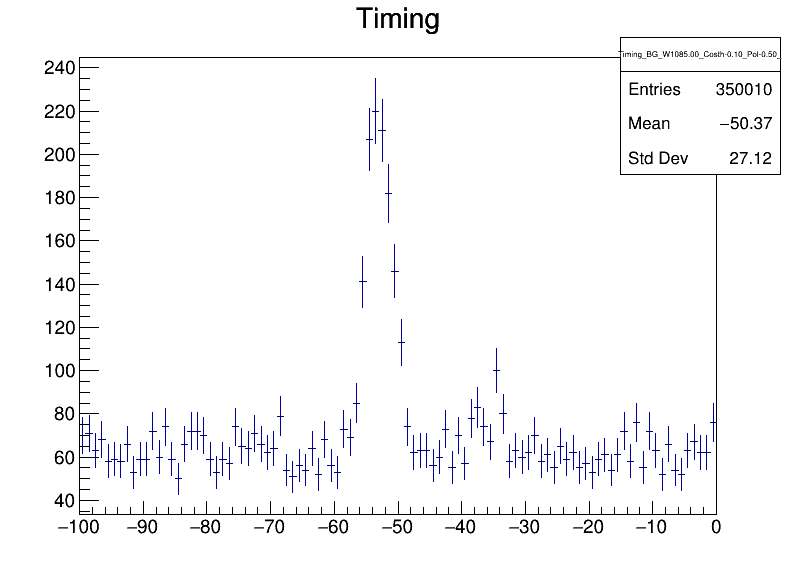 Timing
Timing_BG_W1085.00_Costh-0.10_Pol-0.50_
Entries 350010
Mean −50.37
Std Dev 27.12
240
220
200
180
160
140
120
100
80
60
40
−100 −90 −80 −70 −60 −50 −40 −30 −20 −10 0